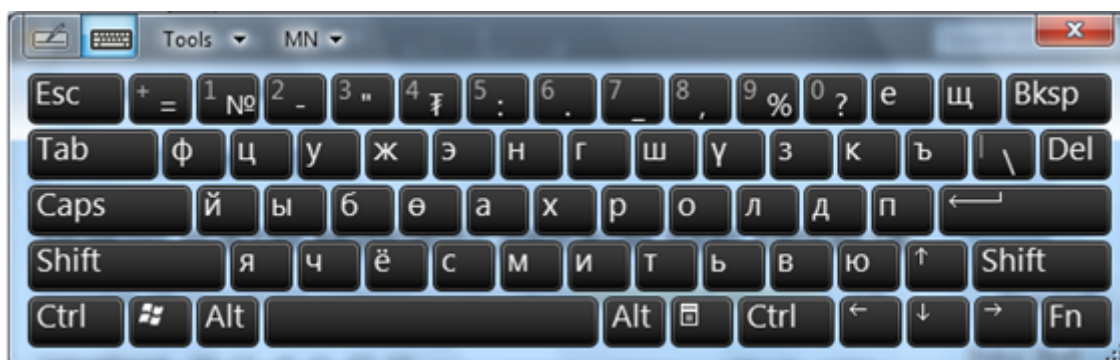 Tools MN x
Esc + = 1 № 2 - 3 " 4 ₮ 5 : 6 . 7 _ 8 , 9 % 0 ? е щ Bksp
Tab ф ц у ж э н г ш ү з к ъ | \ Del
Caps й ы б ө а х р о л д п
Shift я ч ё с м и т ь в ю ↑ Shift
Ctrl Alt Alt Ctrl ← ↓ → Fn